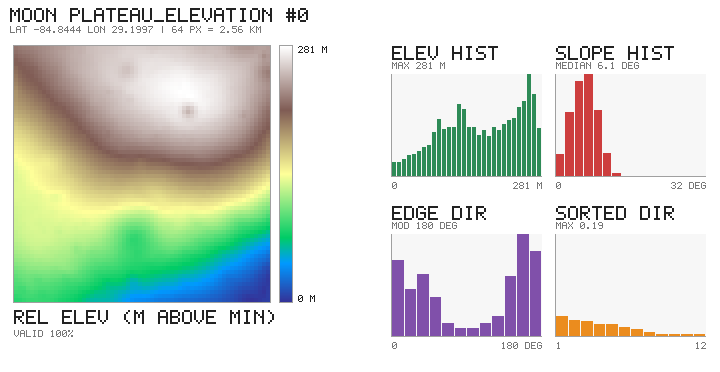 MOON PLATEAU_ELEVATION #0
LAT -84.8444 LON 29.1997 | 64 PX = 2.56 KM
281 M
0 M
REL ELEV (M ABOVE MIN)
VALID 100%
ELEV HIST
MAX 281 M
0 281 M
SLOPE HIST
MEDIAN 6.1 DEG
0 32 DEG
EDGE DIR
MOD 180 DEG
0 180 DEG
SORTED DIR
MAX 0.19
1 12